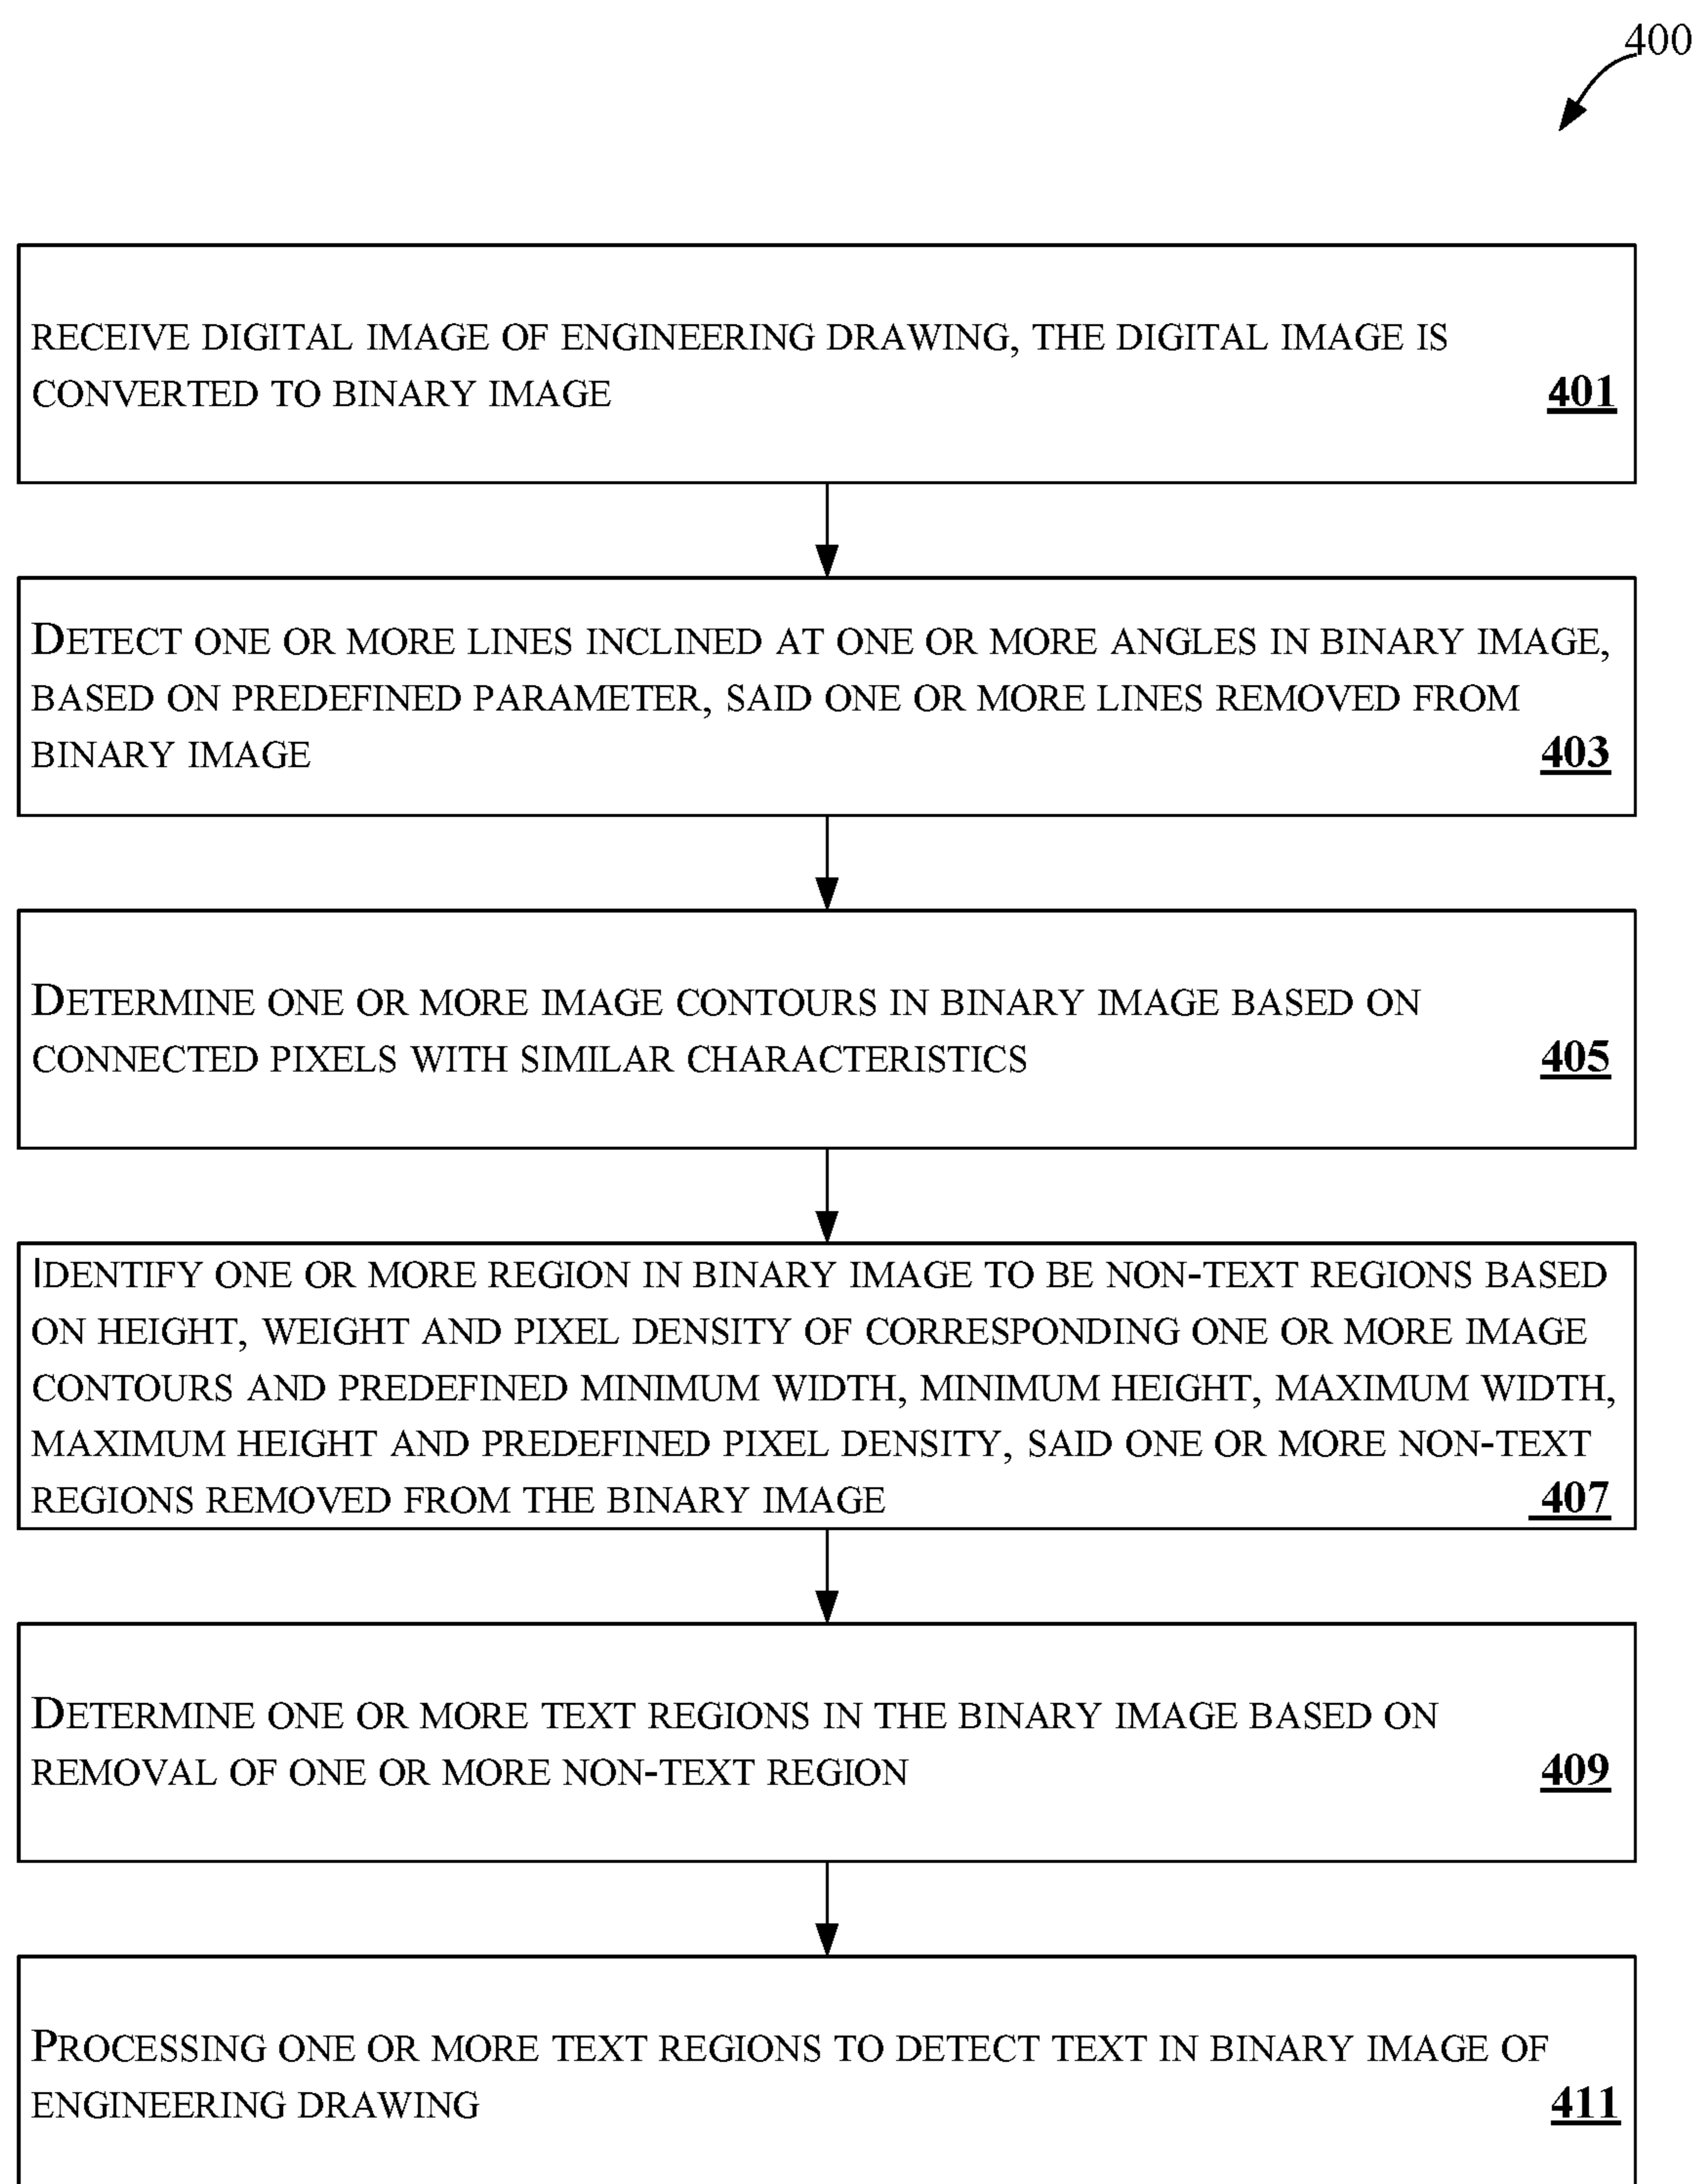 400
RECEIVE DIGITAL IMAGE OF ENGINEERING DRAWING, THE DIGITAL IMAGE IS
CONVERTED TO BINARY IMAGE 401
DETECT ONE OR MORE LINES INCLINED AT ONE OR MORE ANGLES IN BINARY IMAGE,
BASED ON PREDEFINED PARAMETER, SAID ONE OR MORE LINES REMOVED FROM
BINARY IMAGE 403
DETERMINE ONE OR MORE IMAGE CONTOURS IN BINARY IMAGE BASED ON
CONNECTED PIXELS WITH SIMILAR CHARACTERISTICS 405
IDENTIFY ONE OR MORE REGION IN BINARY IMAGE TO BE NON-TEXT REGIONS BASED
ON HEIGHT, WEIGHT AND PIXEL DENSITY OF CORRESPONDING ONE OR MORE IMAGE
CONTOURS AND PREDEFINED MINIMUM WIDTH, MINIMUM HEIGHT, MAXIMUM WIDTH,
MAXIMUM HEIGHT AND PREDEFINED PIXEL DENSITY, SAID ONE OR MORE NON-TEXT
REGIONS REMOVED FROM THE BINARY IMAGE 407
DETERMINE ONE OR MORE TEXT REGIONS IN THE BINARY IMAGE BASED ON
REMOVAL OF ONE OR MORE NON-TEXT REGION 409
PROCESSING ONE OR MORE TEXT REGIONS TO DETECT TEXT IN BINARY IMAGE OF
ENGINEERING DRAWING 411